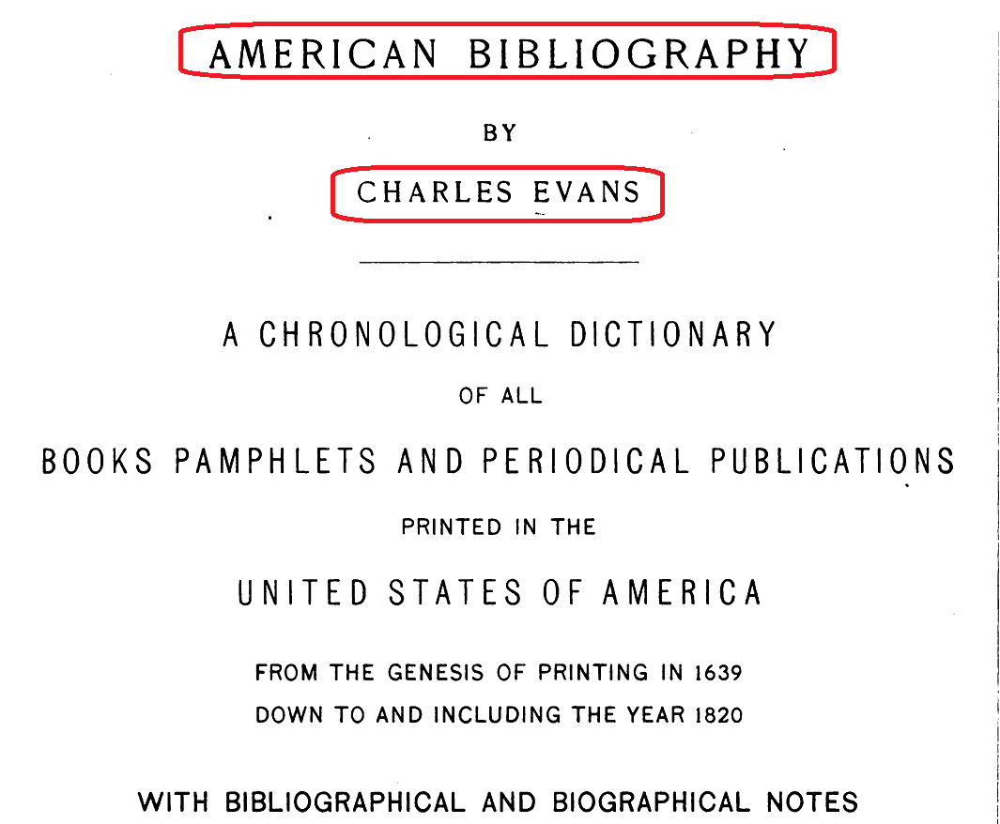 AMERICAN BIBLIOGRAPHY
BY
CHARLES EVANS
A CHRONOLOGICAL DICTIONARY
OF ALL
BOOKS PAMPHLETS AND PERIODICAL PUBLICATIONS
PRINTED IN THE
UNITED STATES OF AMERICA
FROM THE GENESIS OF PRINTING IN 1639
DOWN TO AND INCLUDING THE YEAR 1820
WITH BIBLIOGRAPHICAL AND BIOGRAPHICAL NOTES